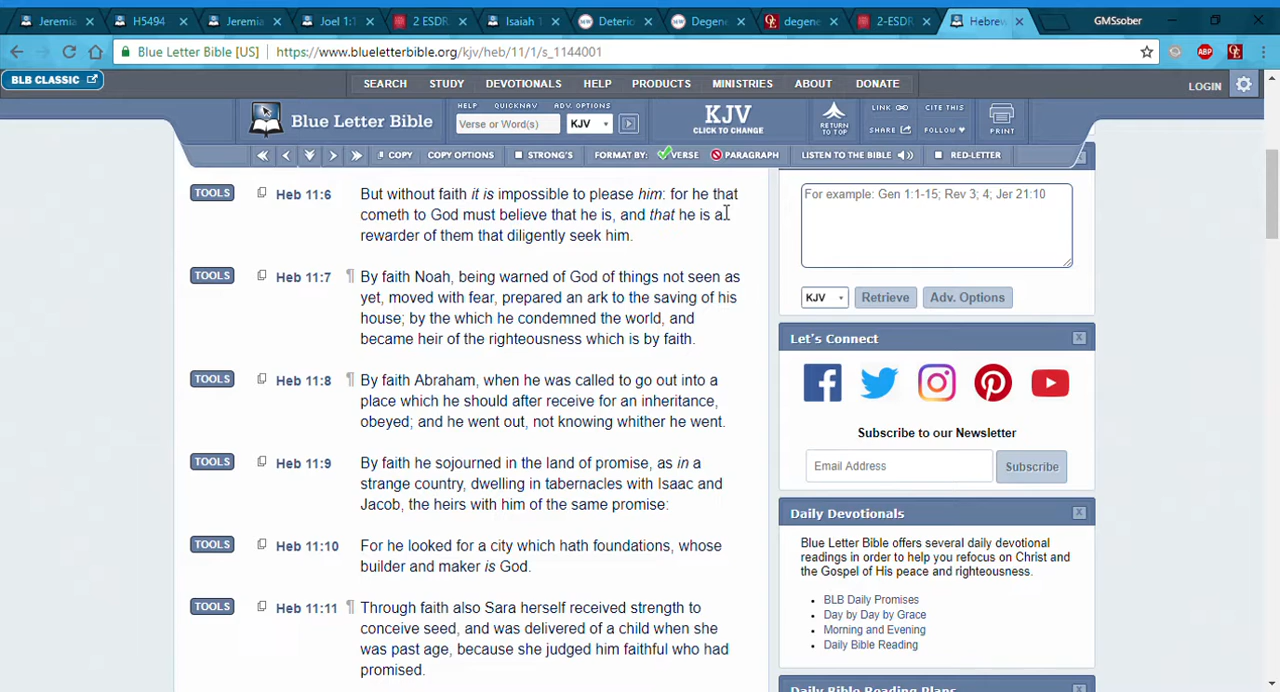 Jeremia
H5494
Jeremia
Joel 1:1
2 ESDR
Isaiah 1
Deterio
Degene
degene
2-ESDR
Hebrew
GMSsober
Blue Letter Bible [US] https://www.blueletterbible.org/kjv/heb/11/1/s_1144001
ABP
BLB CLASSIC
SEARCH STUDY DEVOTIONALS HELP PRODUCTS MINISTRIES ABOUT DONATE
LOGIN
Blue Letter Bible
HELP QUICKNAV ADV. OPTIONS
Verse or Word(s)
KJV
KJV
CLICK TO CHANGE
RETURN
TO TOP
LINK CITE THIS
SHARE FOLLOW
PRINT
COPY COPY OPTIONS STRONG'S FORMAT BY: VERSE PARAGRAPH LISTEN TO THE BIBLE RED-LETTER
TOOLS Heb 11:6 But without faith it is impossible to please him: for he that
cometh to God must believe that he is, and that he is a
rewarder of them that diligently seek him.
TOOLS Heb 11:7 ¶ By faith Noah, being warned of God of things not seen as
yet, moved with fear, prepared an ark to the saving of his
house; by the which he condemned the world, and
became heir of the righteousness which is by faith.
TOOLS Heb 11:8 ¶ By faith Abraham, when he was called to go out into a
place which he should after receive for an inheritance,
obeyed; and he went out, not knowing whither he went.
TOOLS Heb 11:9 By faith he sojourned in the land of promise, as in a
strange country, dwelling in tabernacles with Isaac and
Jacob, the heirs with him of the same promise:
TOOLS Heb 11:10 For he looked for a city which hath foundations, whose
builder and maker is God.
TOOLS Heb 11:11 ¶ Through faith also Sara herself received strength to
conceive seed, and was delivered of a child when she
was past age, because she judged him faithful who had
promised.
For example: Gen 1:1-15; Rev 3; 4; Jer 21:10
KJV Retrieve Adv. Options
Let's Connect
Subscribe to our Newsletter
Email Address Subscribe
Daily Devotionals
Blue Letter Bible offers several daily devotional
readings in order to help you refocus on Christ and
the Gospel of His peace and righteousness.
BLB Daily Promises
Day by Day by Grace
Morning and Evening
Daily Bible Reading
Daily Bible Reading Plans